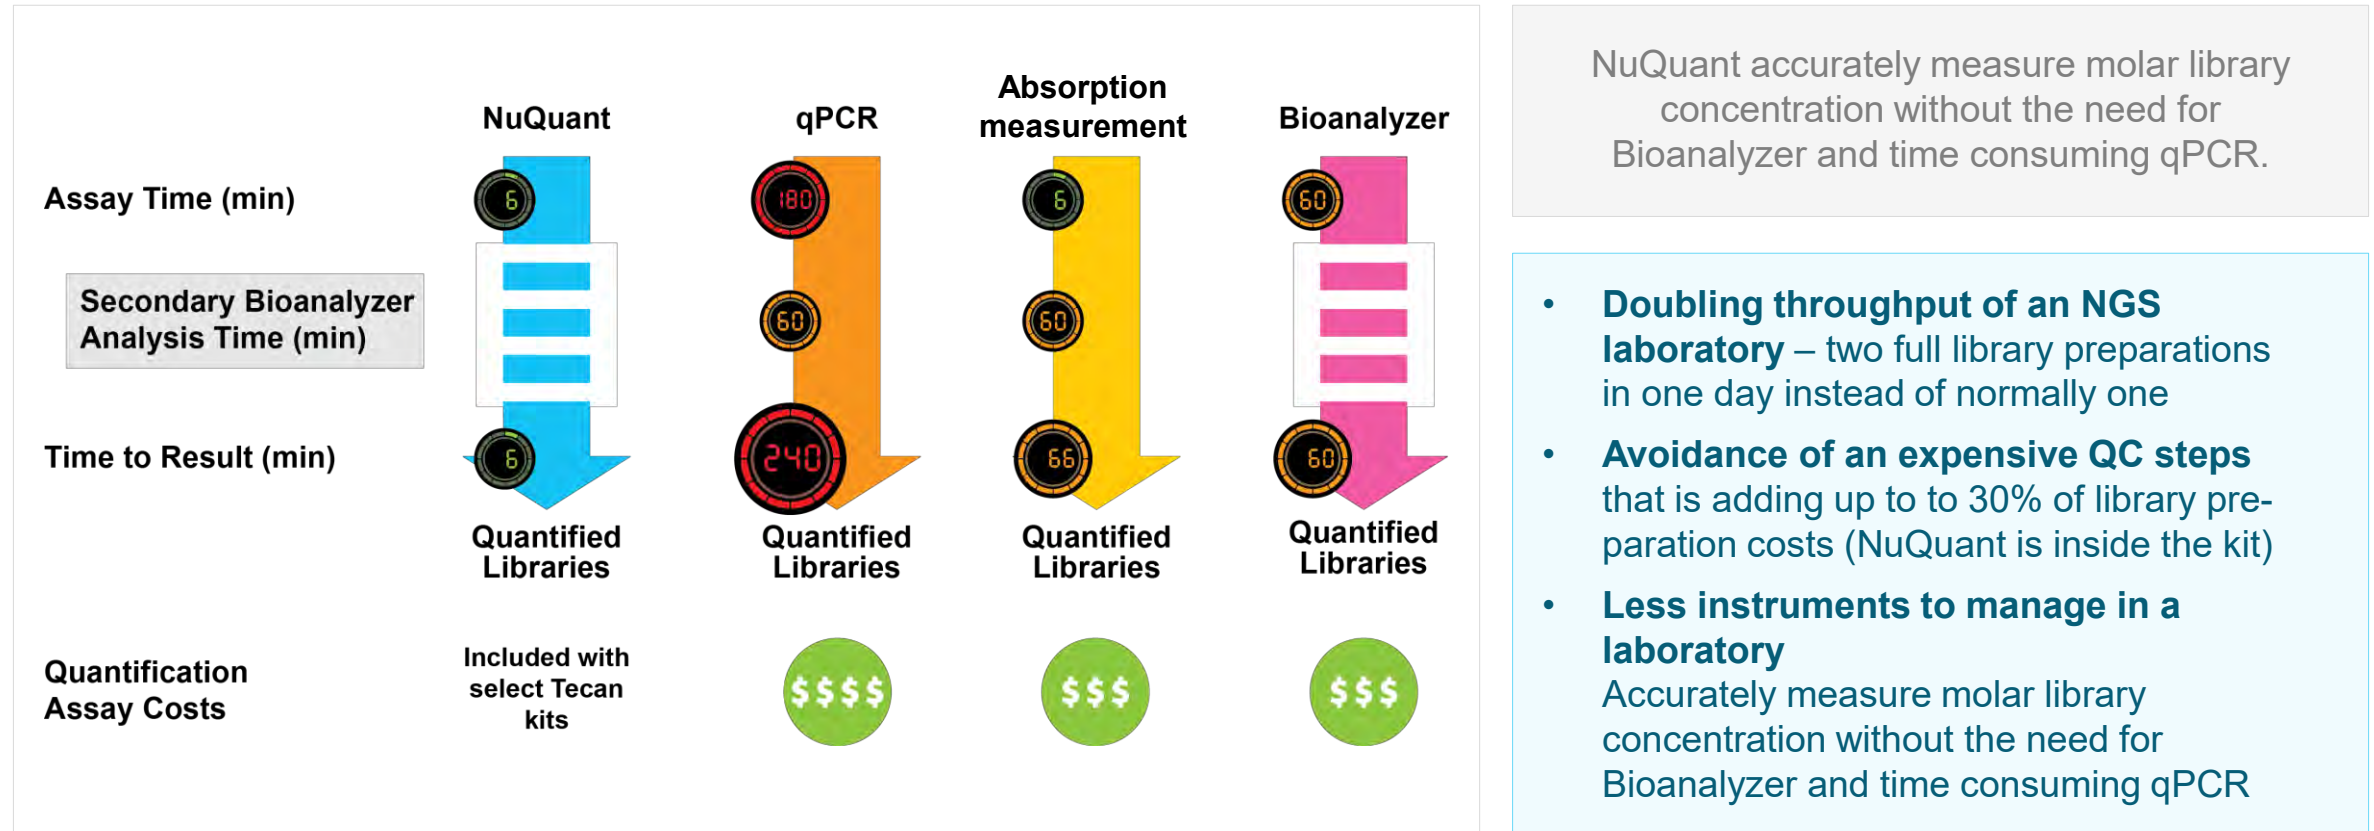 NuQuant
qPCR
Absorption
measurement
Bioanalyzer
Assay Time (min)
6
180
6
60
Secondary Bioanalyzer
Analysis Time (min)
60
60
Time to Result (min)
6
240
66
60
Quantified
Libraries
Quantified
Libraries
Quantified
Libraries
Quantified
Libraries
Quantification
Assay Costs
Included with
select Tecan
kits
$$$$
$$$
$$$
NuQuant accurately measure molar library
concentration without the need for
Bioanalyzer and time consuming qPCR.
• Doubling throughput of an NGS
laboratory – two full library preparations
in one day instead of normally one
• Avoidance of an expensive QC steps
that is adding up to to 30% of library pre-
paration costs (NuQuant is inside the kit)
• Less instruments to manage in a
laboratory
Accurately measure molar library
concentration without the need for
Bioanalyzer and time consuming qPCR